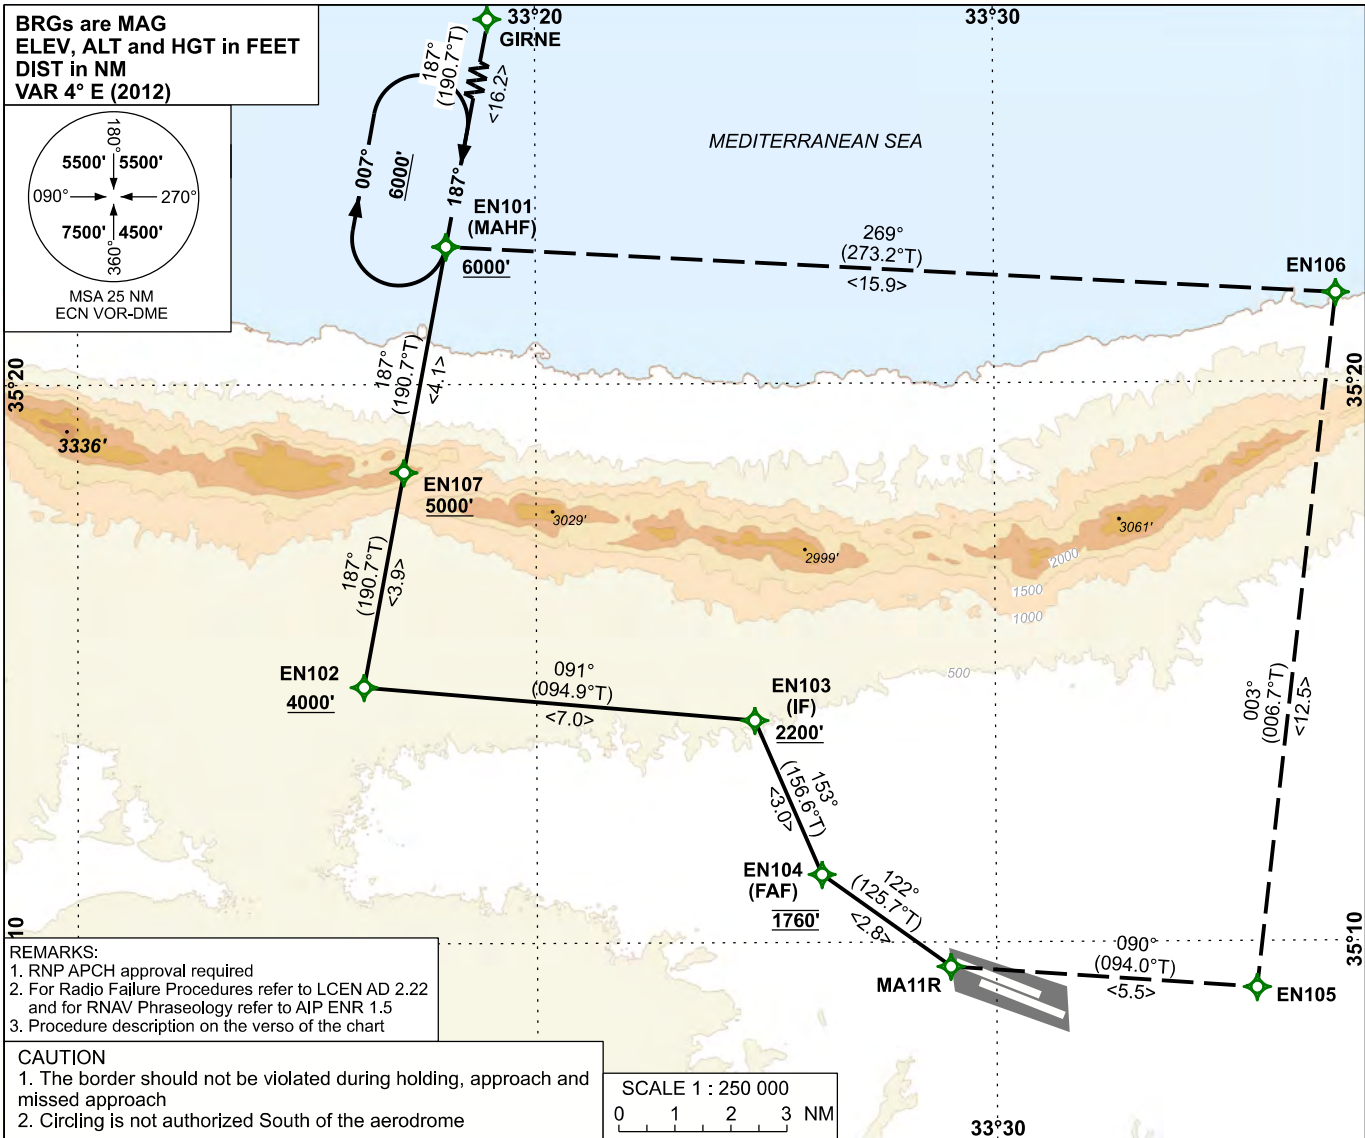 BRGs are MAG
ELEV, ALT and HGT in FEET
DIST in NM
VAR 4° E (2012)
180°
5500' 5500'
090° 270°
7500' 4500'
360°
MSA 25 NM
ECN VOR-DME
33°20
33°30
GIRNE
187°
(190.7°T)
<16.2>
007°
6000'
187°
MEDITERRANEAN SEA
EN101
(MAHF)
6000'
269°
(273.2°T)
<15.9>
EN106
35°20
35°20
187°
(190.7°T)
<4.1>
3336'
EN107
5000'
3029'
2999'
3061'
2000
1500
1000
500
187°
(190.7°T)
<3.9>
EN102
4000'
091°
(094.9°T)
<7.0>
EN103
(IF)
2200'
003°
(006.7°T)
<12.5>
153°
(156.6°T)
<3.0>
EN104
(FAF)
1760'
122°
(125.7°T)
<2.8>
MA11R
090°
(094.0°T)
<5.5>
EN105
10
35°10
REMARKS:
1. RNP APCH approval required
2. For Radio Failure Procedures refer to LCEN AD 2.22
and for RNAV Phraseology refer to AIP ENR 1.5
3. Procedure description on the verso of the chart
CAUTION
1. The border should not be violated during holding, approach and
missed approach
2. Circling is not authorized South of the aerodrome
SCALE 1 : 250 000
0 1 2 3 NM
33°30